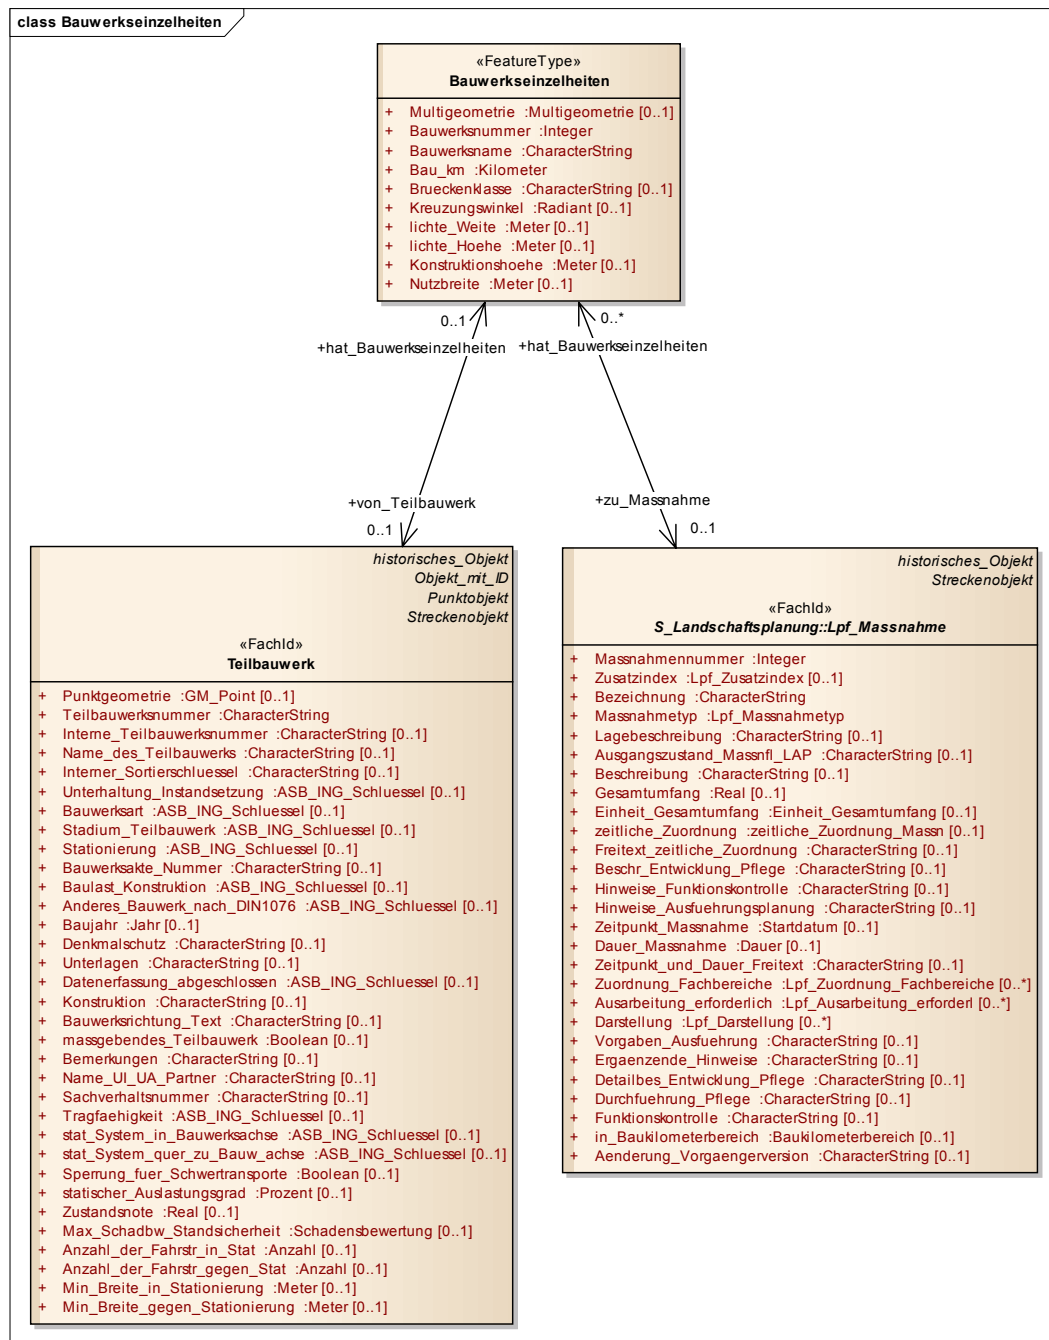 class Bauwerkseinzelheiten
«FeatureType»
Bauwerkseinzelheiten
+ Multigeometrie :Multigeometrie [0..1]
+ Bauwerksnummer :Integer
+ Bauwerksname :CharacterString
+ Bau_km :Kilometer
+ Brueckenklasse :CharacterString [0..1]
+ Kreuzungswinkel :Radiant [0..1]
+ lichte_Weite :Meter [0..1]
+ lichte_Hoehe :Meter [0..1]
+ Konstruktionshoehe :Meter [0..1]
+ Nutzbreite :Meter [0..1]
0..1
+hat_Bauwerkseinzelheiten
0..*
+hat_Bauwerkseinzelheiten
+von_Teilbauwerk
0..1
+zu_Massnahme
0..1
historisches_Objekt
Objekt_mit_ID
Punktobjekt
Streckenobjekt
«FachId»
Teilbauwerk
+ Punktgeometrie :GM_Point [0..1]
+ Teilbauwerksnummer :CharacterString
+ Interne_Teilbauwerksnummer :CharacterString [0..1]
+ Name_des_Teilbauwerks :CharacterString [0..1]
+ Interner_Sortierschluessel :CharacterString [0..1]
+ Unterhaltung_Instandsetzung :ASB_ING_Schluessel [0..1]
+ Bauwerksart :ASB_ING_Schluessel [0..1]
+ Stadium_Teilbauwerk :ASB_ING_Schluessel [0..1]
+ Stationierung :ASB_ING_Schluessel [0..1]
+ Bauwerksakte_Nummer :CharacterString [0..1]
+ Baulast_Konstruktion :ASB_ING_Schluessel [0..1]
+ Anderes_Bauwerk_nach_DIN1076 :ASB_ING_Schluessel [0..1]
+ Baujahr :Jahr [0..1]
+ Denkmalschutz :CharacterString [0..1]
+ Unterlagen :CharacterString [0..1]
+ Datenerfassung_abgeschlossen :ASB_ING_Schluessel [0..1]
+ Konstruktion :CharacterString [0..1]
+ Bauwerksrichtung_Text :CharacterString [0..1]
+ massgebendes_Teilbauwerk :Boolean [0..1]
+ Bemerkungen :CharacterString [0..1]
+ Name_UI_UA_Partner :CharacterString [0..1]
+ Sachverhaltsnummer :CharacterString [0..1]
+ Tragfaehigkeit :ASB_ING_Schluessel [0..1]
+ stat_System_in_Bauwerksachse :ASB_ING_Schluessel [0..1]
+ stat_System_quer_zu_Bauw_achse :ASB_ING_Schluessel [0..1]
+ Sperrung_fuer_Schwertransporte :Boolean [0..1]
+ statischer_Auslastungsgrad :Prozent [0..1]
+ Zustandsnote :Real [0..1]
+ Max_Schadbw_Standsicherheit :Schadensbewertung [0..1]
+ Anzahl_der_Fahrstr_in_Stat :Anzahl [0..1]
+ Anzahl_der_Fahrstr_gegen_Stat :Anzahl [0..1]
+ Min_Breite_in_Stationierung :Meter [0..1]
+ Min_Breite_gegen_Stationierung :Meter [0..1]
historisches_Objekt
Streckenobjekt
«FachId»
S_Landschaftsplanung::Lpf_Massnahme
+ Massnahmennummer :Integer
+ Zusatzindex :Lpf_Zusatzindex [0..1]
+ Bezeichnung :CharacterString
+ Massnahmetyp :Lpf_Massnahmetyp
+ Lagebeschreibung :CharacterString [0..1]
+ Ausgangszustand_Massnfl_LAP :CharacterString [0..1]
+ Beschreibung :CharacterString [0..1]
+ Gesamtumfang :Real [0..1]
+ Einheit_Gesamtumfang :Einheit_Gesamtumfang [0..1]
+ zeitliche_Zuordnung :zeitliche_Zuordnung_Massn [0..1]
+ Freitext_zeitliche_Zuordnung :CharacterString [0..1]
+ Beschr_Entwicklung_Pflege :CharacterString [0..1]
+ Hinweise_Funktionskontrolle :CharacterString [0..1]
+ Hinweise_Ausfuehrungsplanung :CharacterString [0..1]
+ Zeitpunkt_Massnahme :Startdatum [0..1]
+ Dauer_Massnahme :Dauer [0..1]
+ Zeitpunkt_und_Dauer_Freitext :CharacterString [0..1]
+ Zuordnung_Fachbereiche :Lpf_Zuordnung_Fachbereiche [0..*]
+ Ausarbeitung_erforderlich :Lpf_Ausarbeitung_erforderl [0..*]
+ Darstellung :Lpf_Darstellung [0..*]
+ Vorgaben_Ausfuehrung :CharacterString [0..1]
+ Ergaenzende_Hinweise :CharacterString [0..1]
+ Detailbes_Entwicklung_Pflege :CharacterString [0..1]
+ Durchfuehrung_Pflege :CharacterString [0..1]
+ Funktionskontrolle :CharacterString [0..1]
+ in_Baukilometerbereich :Baukilometerbereich [0..1]
+ Aenderung_Vorgaengerversion :CharacterString [0..1]